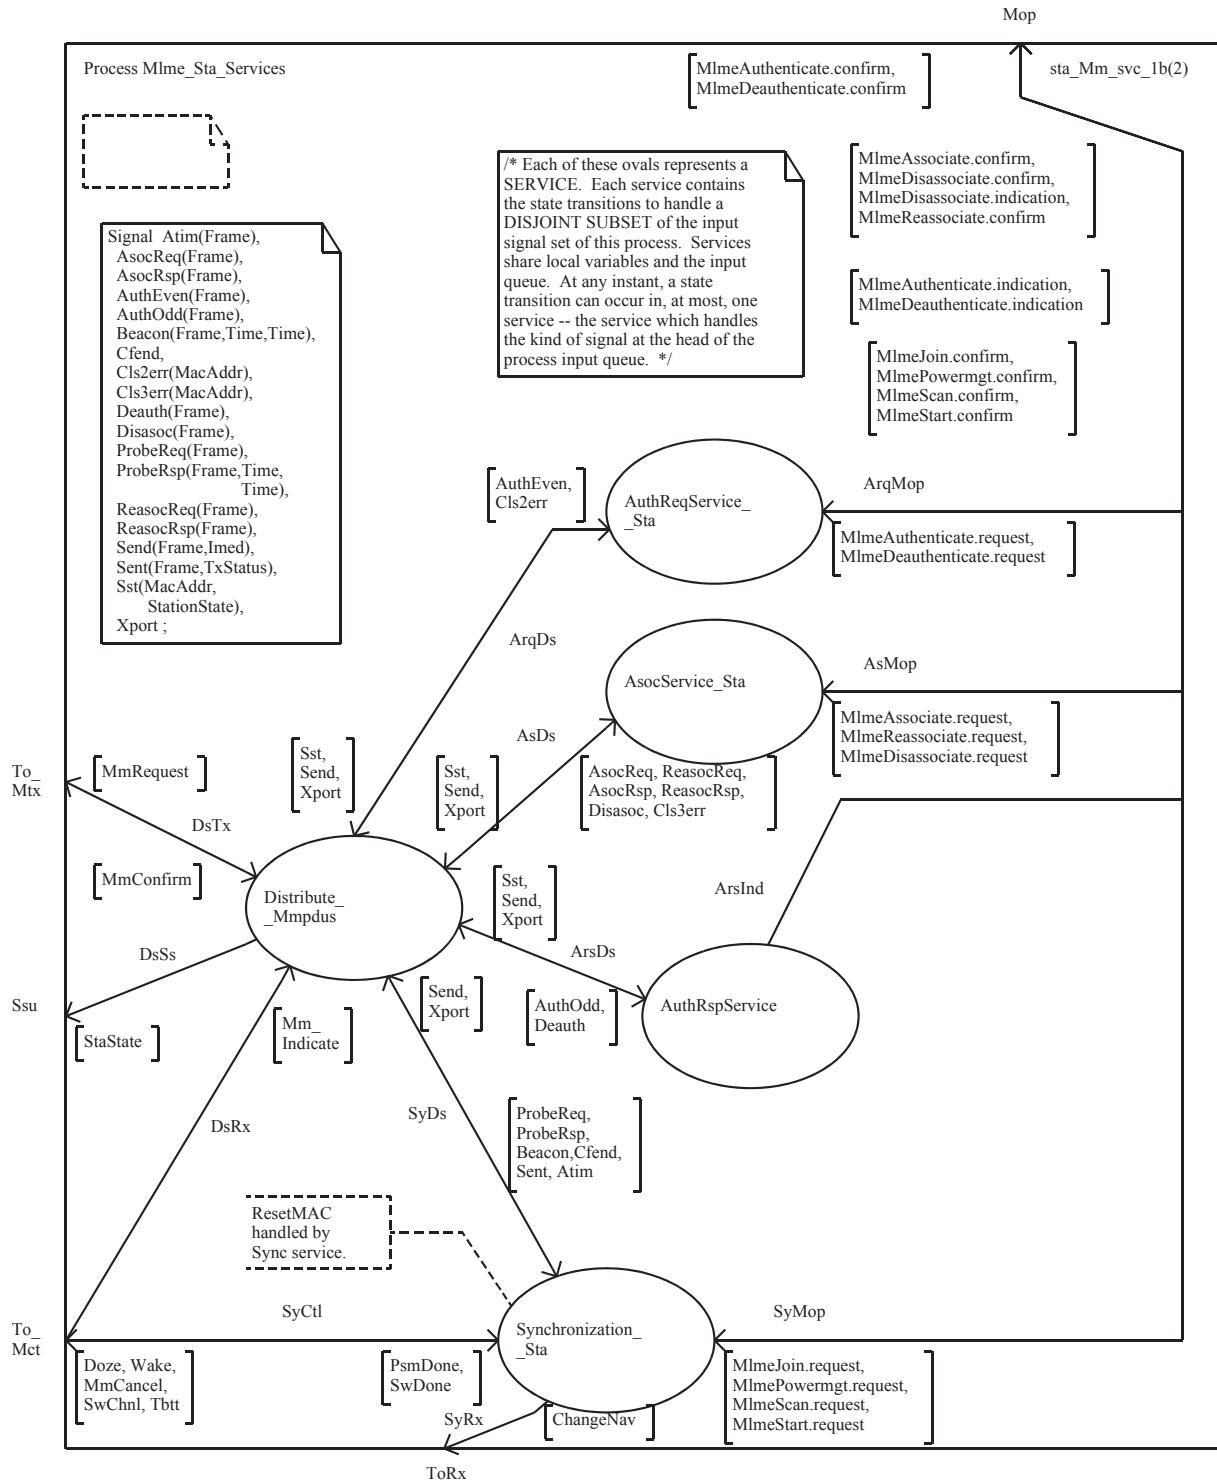 Mop
Process Mlme_Sta_Services
MlmeAuthenticate.confirm,
MlmeDeauthenticate.confirm
sta_Mm_svc_1b(2)
/* Each of these ovals represents a
SERVICE. Each service contains
the state transitions to handle a
DISJOINT SUBSET of the input
signal set of this process. Services
share local variables and the input
queue. At any instant, a state
transition can occur in, at most, one
service -- the service which handles
the kind of signal at the head of the
process input queue. */
MlmeAssociate.confirm,
MlmeDisassociate.confirm,
MlmeDisassociate.indication,
MlmeReassociate.confirm
MlmeAuthenticate.indication,
MlmeDeauthenticate.indication
MlmeJoin.confirm,
MlmePowermgt.confirm,
MlmeScan.confirm,
MlmeStart.confirm
Signal Atim(Frame),
AsocReq(Frame),
AsocRsp(Frame),
AuthEven(Frame),
AuthOdd(Frame),
Beacon(Frame,Time,Time),
Cfend,
Cls2err(MacAddr),
Cls3err(MacAddr),
Deauth(Frame),
Disasoc(Frame),
ProbeReq(Frame),
ProbeRsp(Frame,Time,
Time),
ReasocReq(Frame),
ReasocRsp(Frame),
Send(Frame,Imed),
Sent(Frame,TxStatus),
Sst(MacAddr,
StationState),
Xport ;
AuthEven,
Cls2err
AuthReqService_
_Sta
ArqMop
MlmeAuthenticate.request,
MlmeDeauthenticate.request
ArqDs
AsocService_Sta
AsMop
MlmeAssociate.request,
MlmeReassociate.request,
MlmeDisassociate.request
AsDs
To_
Mtx
MmRequest
Sst,
Send,
Xport
Sst,
Send,
Xport
AsocReq, ReasocReq,
AsocRsp, ReasocRsp,
Disasoc, Cls3err
DsTx
MmConfirm
Distribute_
_Mmpdus
Sst,
Send,
Xport
ArsInd
DsSs
ArsDs
Ssu
StaState
Mm_
Indicate
Send,
Xport
AuthOdd,
Deauth
AuthRspService
DsRx
SyDs
ProbeReq,
ProbeRsp,
Beacon,Cfend,
Sent, Atim
ResetMAC
handled by
Sync service.
To_
Mct
SyCtl
Synchronization_
_Sta
SyMop
Doze, Wake,
MmCancel,
SwChnl, Tbtt
PsmDone,
SwDone
MlmeJoin.request,
MlmePowermgt.request,
MlmeScan.request,
MlmeStart.request
SyRx
ChangeNav
ToRx